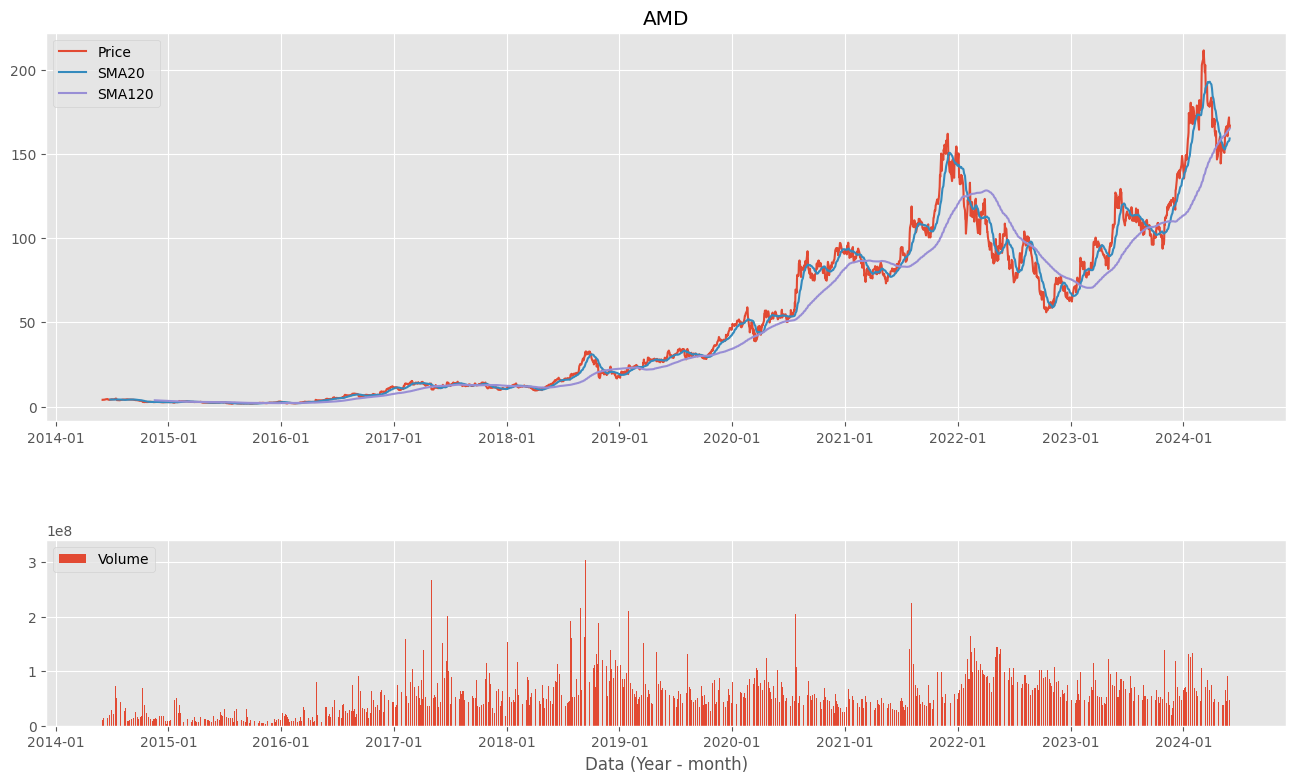 AMD
Price
SMA20
SMA120
200
150
100
50
0
2014-01 2015-01 2016-01 2017-01 2018-01 2019-01 2020-01 2021-01 2022-01 2023-01 2024-01
1e8
Volume
3
2
1
0
2014-01 2015-01 2016-01 2017-01 2018-01 2019-01 2020-01 2021-01 2022-01 2023-01 2024-01
Data (Year - month)